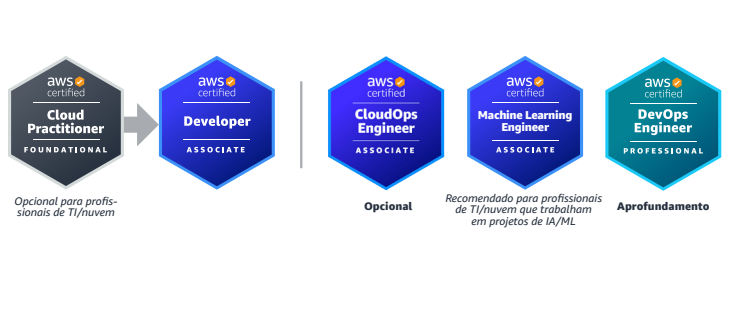 aws
certified
Cloud
Practitioner
FOUNDATIONAL
Opcional para profis-
sionais de TI/nuvem
aws
certified
Developer
ASSOCIATE
aws
certified
CloudOps
Engineer
ASSOCIATE
Opcional
aws
certified
Machine Learning
Engineer
ASSOCIATE
Recomendado para profissionais
de TI/nuvem que trabalham
em projetos de IA/ML
aws
certified
DevOps
Engineer
PROFESSIONAL
Aprofundamento